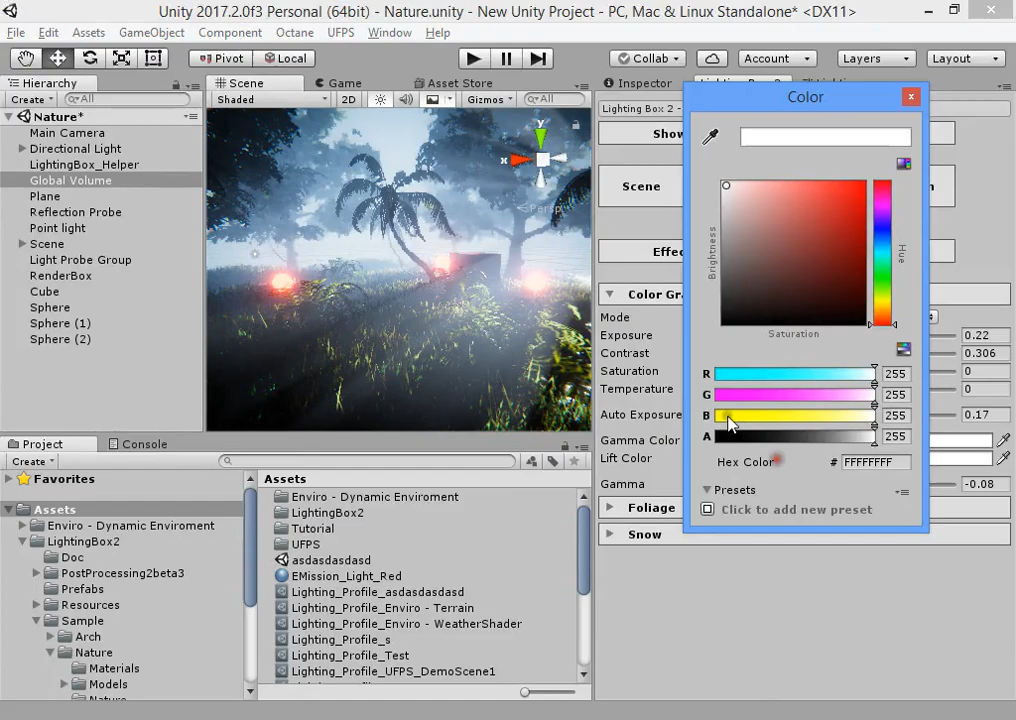 Unity 2017.2.0f3 Personal (64bit) - Nature.unity - New Unity Project - PC, Mac & Linux Standalone* <DX11>
File Edit Assets GameObject Component Octane UFPS Window Help
Pivot Local Collab Account Layers Layout
Hierarchy
Create All
Nature*
Main Camera
Directional Light
LightingBox_Helper
Global Volume
Plane
Reflection Probe
Point light
Scene
Light Probe Group
RenderBox
Cube
Sphere
Sphere (1)
Sphere (2)
Scene Game Asset Store
Shaded 2D Gizmos All
y
x
Persp
Inspector
Lighting Box 2 -
Scene
Color Gra
Mode
Exposure 0.22
Contrast 0.306
Saturation 0
Temperature 0
Auto Exposure 0.17
Gamma Color
Lift Color
Gamma -0.08
Foliage
Snow
Color
Brightness
Hue
Saturation
R 255
G 255
B 255
A 255
Hex Color # FFFFFFFF
Presets
Click to add new preset
Project Console
Create
Favorites
Assets
Enviro - Dynamic Enviroment
LightingBox2
Doc
PostProcessing2beta3
Prefabs
Resources
Sample
Arch
Nature
Materials
Models
Assets
Enviro - Dynamic Enviroment
LightingBox2
Tutorial
UFPS
asdasdasdasd
EMission_Light_Red
Lighting_Profile_asdasdasdasd
Lighting_Profile_Enviro - Terrain
Lighting_Profile_Enviro - WeatherShader
Lighting_Profile_s
Lighting_Profile_Test
Lighting_Profile_UFPS_DemoScene1